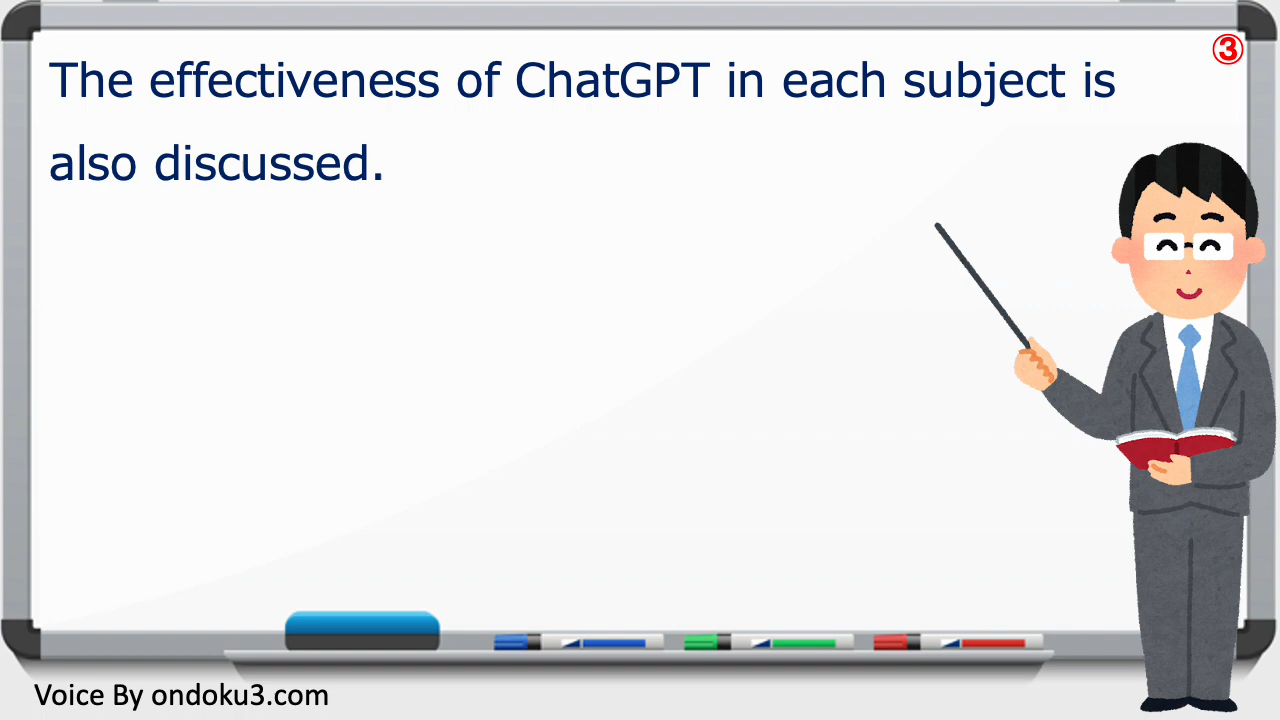 ③
The effectiveness of ChatGPT in each subject is
also discussed.
Voice By ondoku3.com